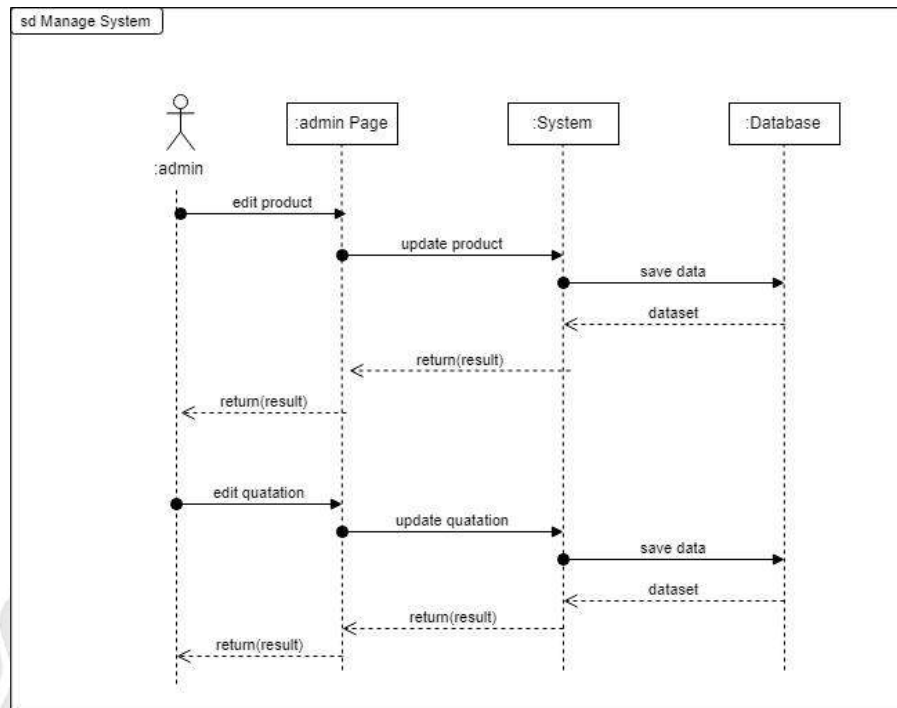 sd Manage System
:admin
:admin Page
:System
:Database
edit product
update product
save data
dataset
return(result)
return(result)
edit quatation
update quatation
save data
dataset
return(result)
return(result)